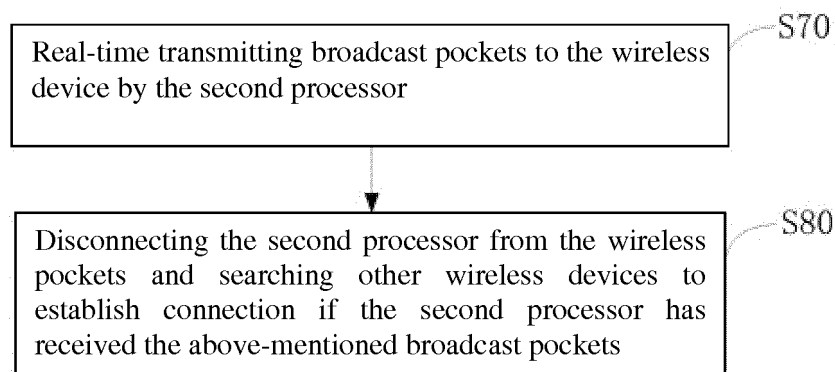 S70
Real-time transmitting broadcast pockets to the wireless
device by the second processor
S80
Disconnecting the second processor from the wireless
pockets and searching other wireless devices to
establish connection if the second processor has
received the above-mentioned broadcast pockets